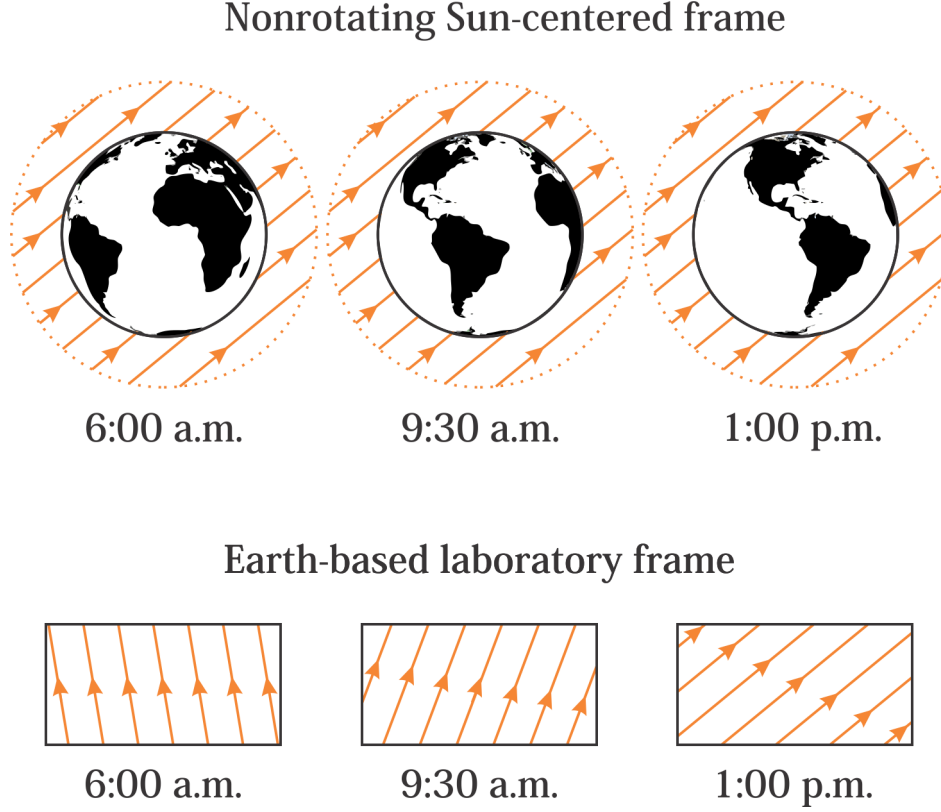 Nonrotating Sun-centered frame
6:00 a.m.
9:30 a.m.
1:00 p.m.
Earth-based laboratory frame
6:00 a.m.
9:30 a.m.
1:00 p.m.